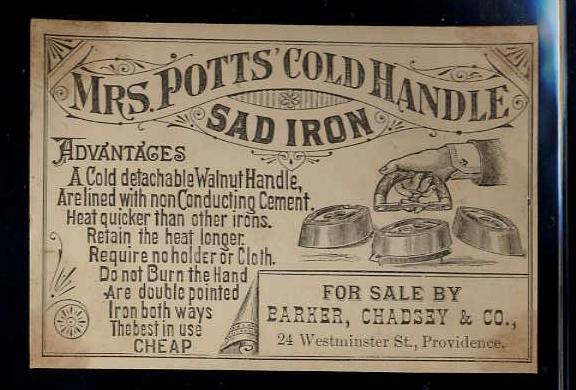 MRS. POTTS' COLD HANDLE
SAD IRON
ADVANTAGES
A Cold detachable Walnut Handle,
Are lined with non Conducting Cement.
Heat quicker than other irons.
Retain the heat longer.
Require no holder or Cloth.
Do not Burn the Hand
Are double pointed
Iron both ways
The best in use
CHEAP
FOR SALE BY
BARKER, CHADSEY & CO.,
24 Westminster St., Providence.